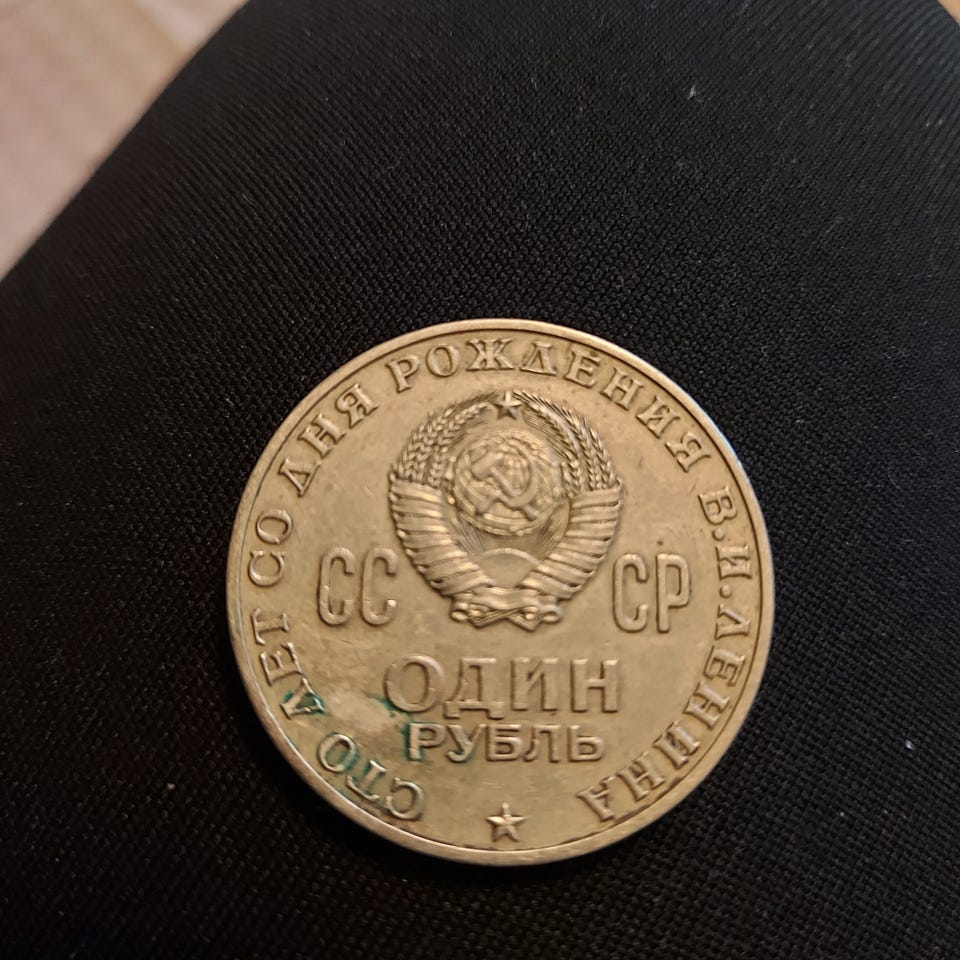 СТО ЛЕТ СО ДНЯ РОЖДЕНИЯ В.И.ЛЕНИНА
СС СР
ОДИН
РУБЛЬ